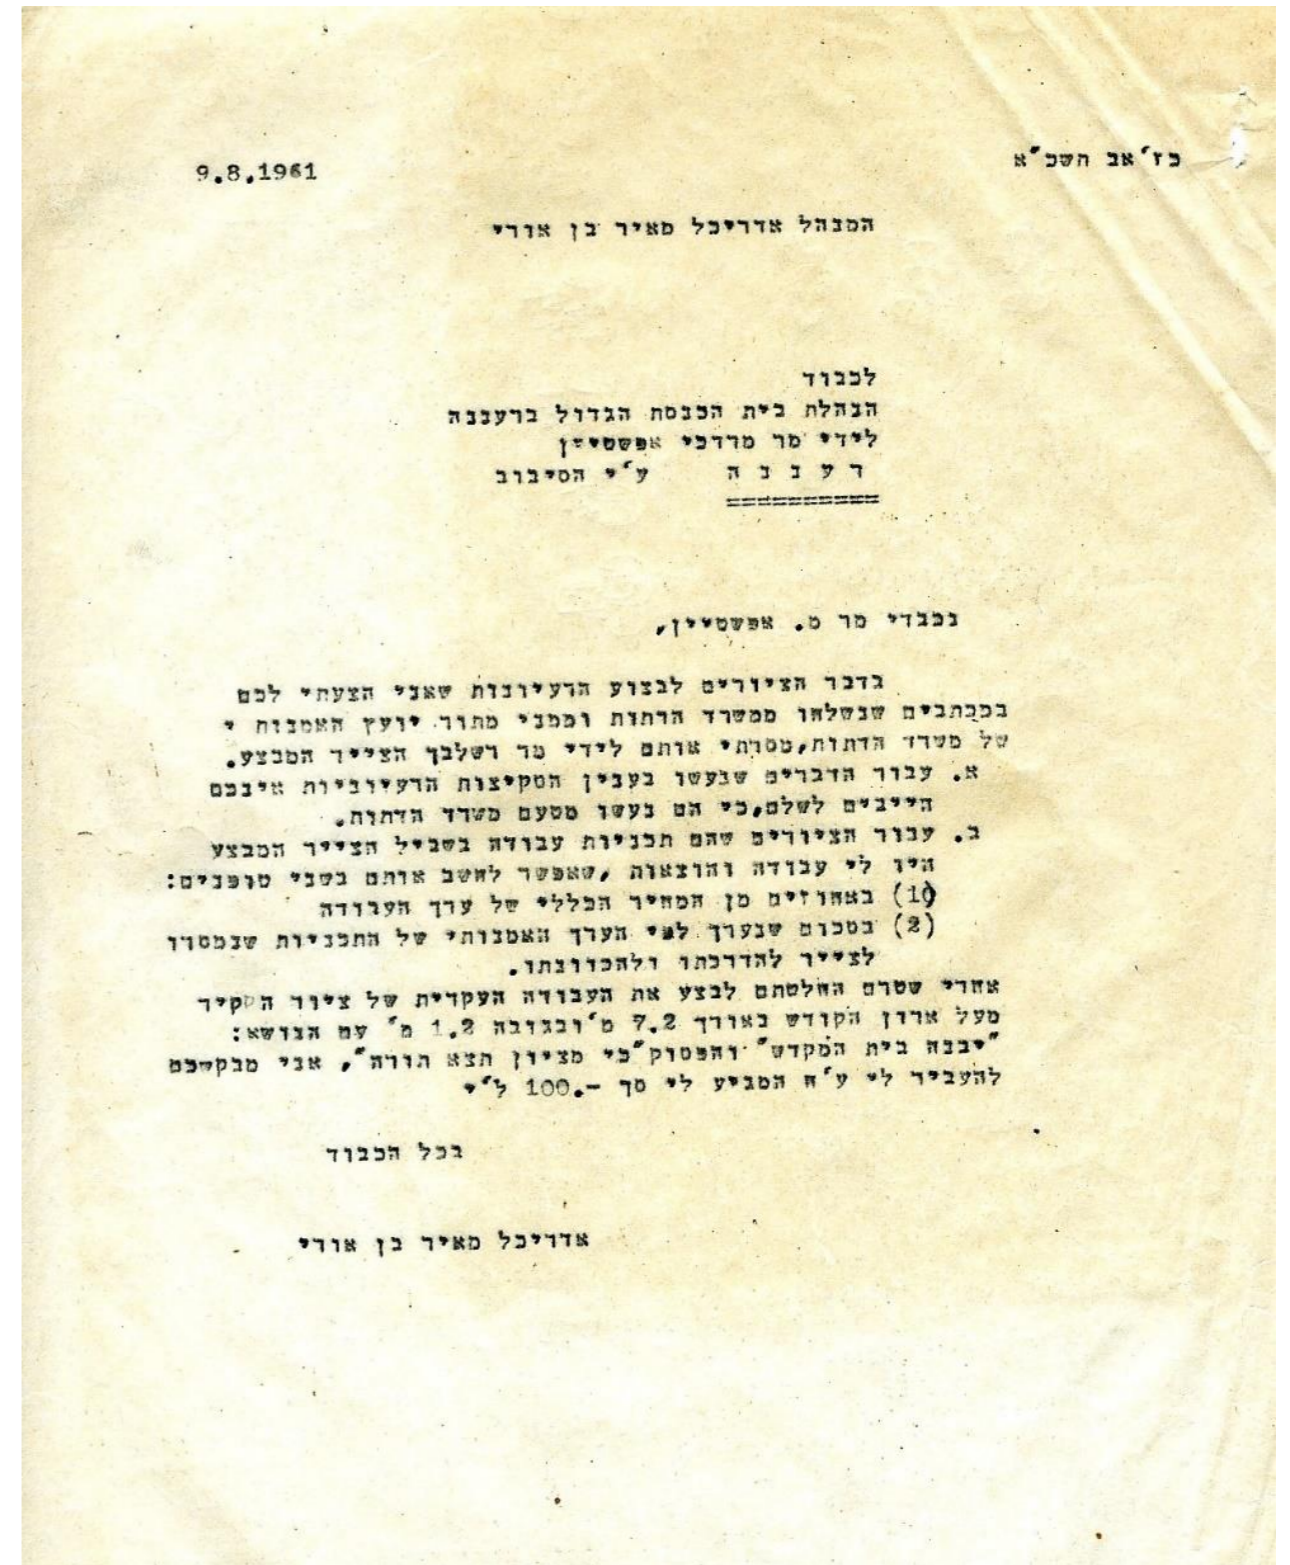 כז'אב תשכ"א
9.8.1961
המנהל אדריכל מאיר בן אורי
לכבוד
הנהלת בית הכנסת הגדול ברעננה
לידי מר מרדכי אפשטיין
ר ע נ נ ה ע"י הסיבוב
==========
נכבדי מר מ. אפשטיין,
בדבר הציורים לבצוע הרעיונות שאני הצעתי לכם
במכתבים שנשלחו ממשרד הדתות וממני מתור יועץ האמנות י
של משרד הדתות,מסרתי אותם לידי מר רשלבך הצייר המבצע.
א. עבור הדברים שנעשו בענין הסקיצות הרעיוניות אינכם
חייבים לשלם,כי הם נעשו מטעם משרד הדתות.
ב. עבור הציורים שהם תכניות עבודה בשביל הצייר המבצע
היו לי עבודה והוצאות ,שאפשר לחשב אותם בשני טופנים:
(1) באחוזים מן המחיר הכללי של ערך העבודה
(2) בסכום שנערך לפי הערך האמנותי של התכניות שנמסרו
לצייר להדרכתו ולהכוונתו.
אחרי שטרם החלטתם לבצע את העבודה העקרית של ציור הקיר
מעל ארון הקודש באורך 7.2 מ'ובגובה 1.2 מ' עם הנושא:
"יבנה בית המקדש" והפסוק"כי מציון תצא תורה", אני מבקשכם
להעביר לי ע"ח המגיע לי סך -.100 ל"י
בכל הכבוד
אדריכל מאיר בן אורי